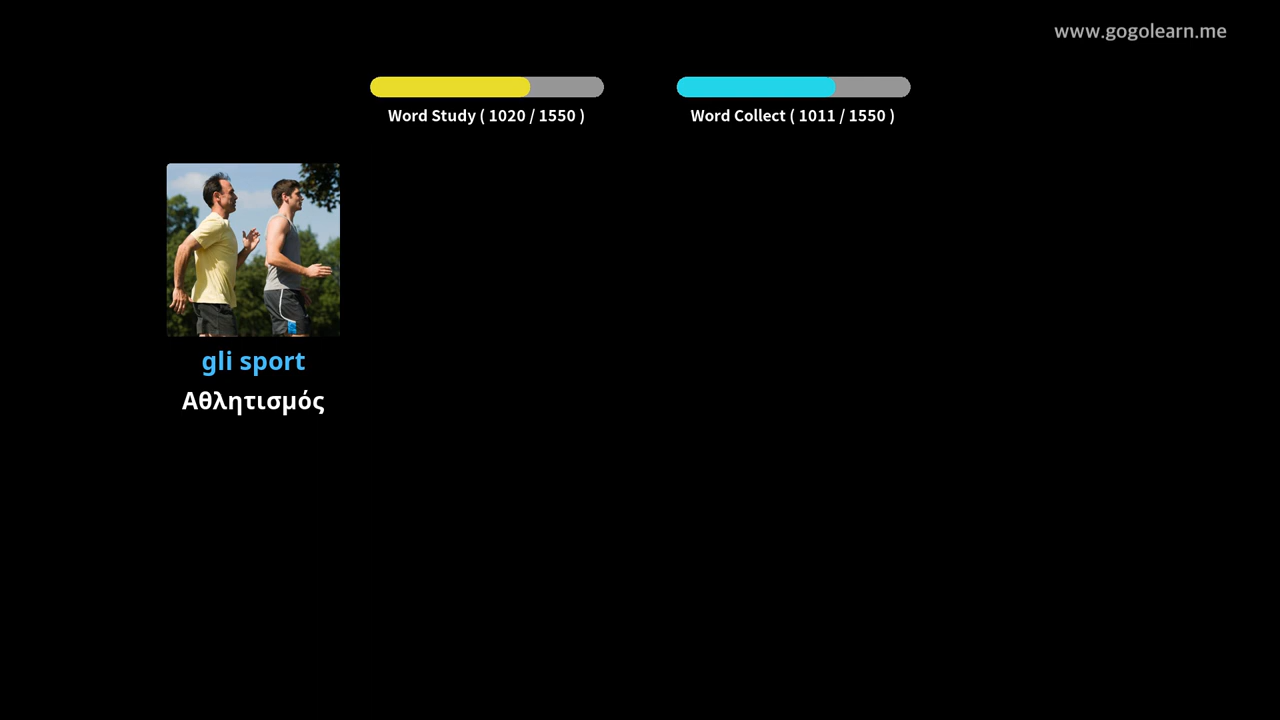 www.gogolearn.me
Word Study ( 1020 / 1550 )
Word Collect ( 1011 / 1550 )
gli sport
Αθλητισμός